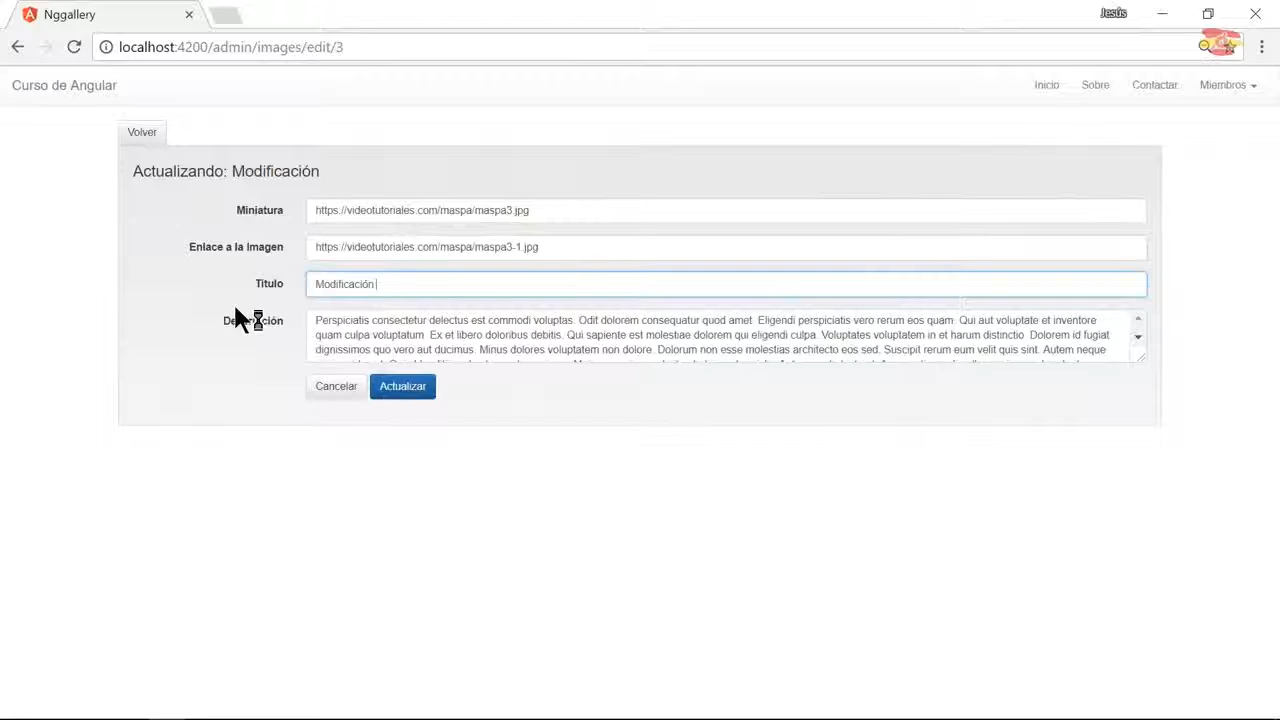 Nggallery
Jesús
localhost:4200/admin/images/edit/3
Curso de Angular
Inicio
Sobre
Contactar
Miembros
Volver
Actualizando: Modificación
Miniatura
https://videotutoriales.com/maspa/maspa3.jpg
Enlace a la Imagen
https://videotutoriales.com/maspa/maspa3-1.jpg
Titulo
Modificación
Perspiciatis consectetur delectus est commodi voluptas. Odit dolorem consequatur quod amet. Eligendi perspiciatis vero rerum eos quam. Qui aut voluptate et inventore
quam culpa voluptatum. Ex et libero doloribus debitis. Qui sapiente est molestiae dolorem qui eligendi culpa. Voluptates voluptatem in et harum distinctio. Dolorem id fugiat
dignissimos quo vero aut ducimus. Minus dolores voluptatem non dolore. Dolorum non esse molestias architecto eos sed. Suscipit rerum eum velit quis sint. Autem neque
Cancelar
Actualizar